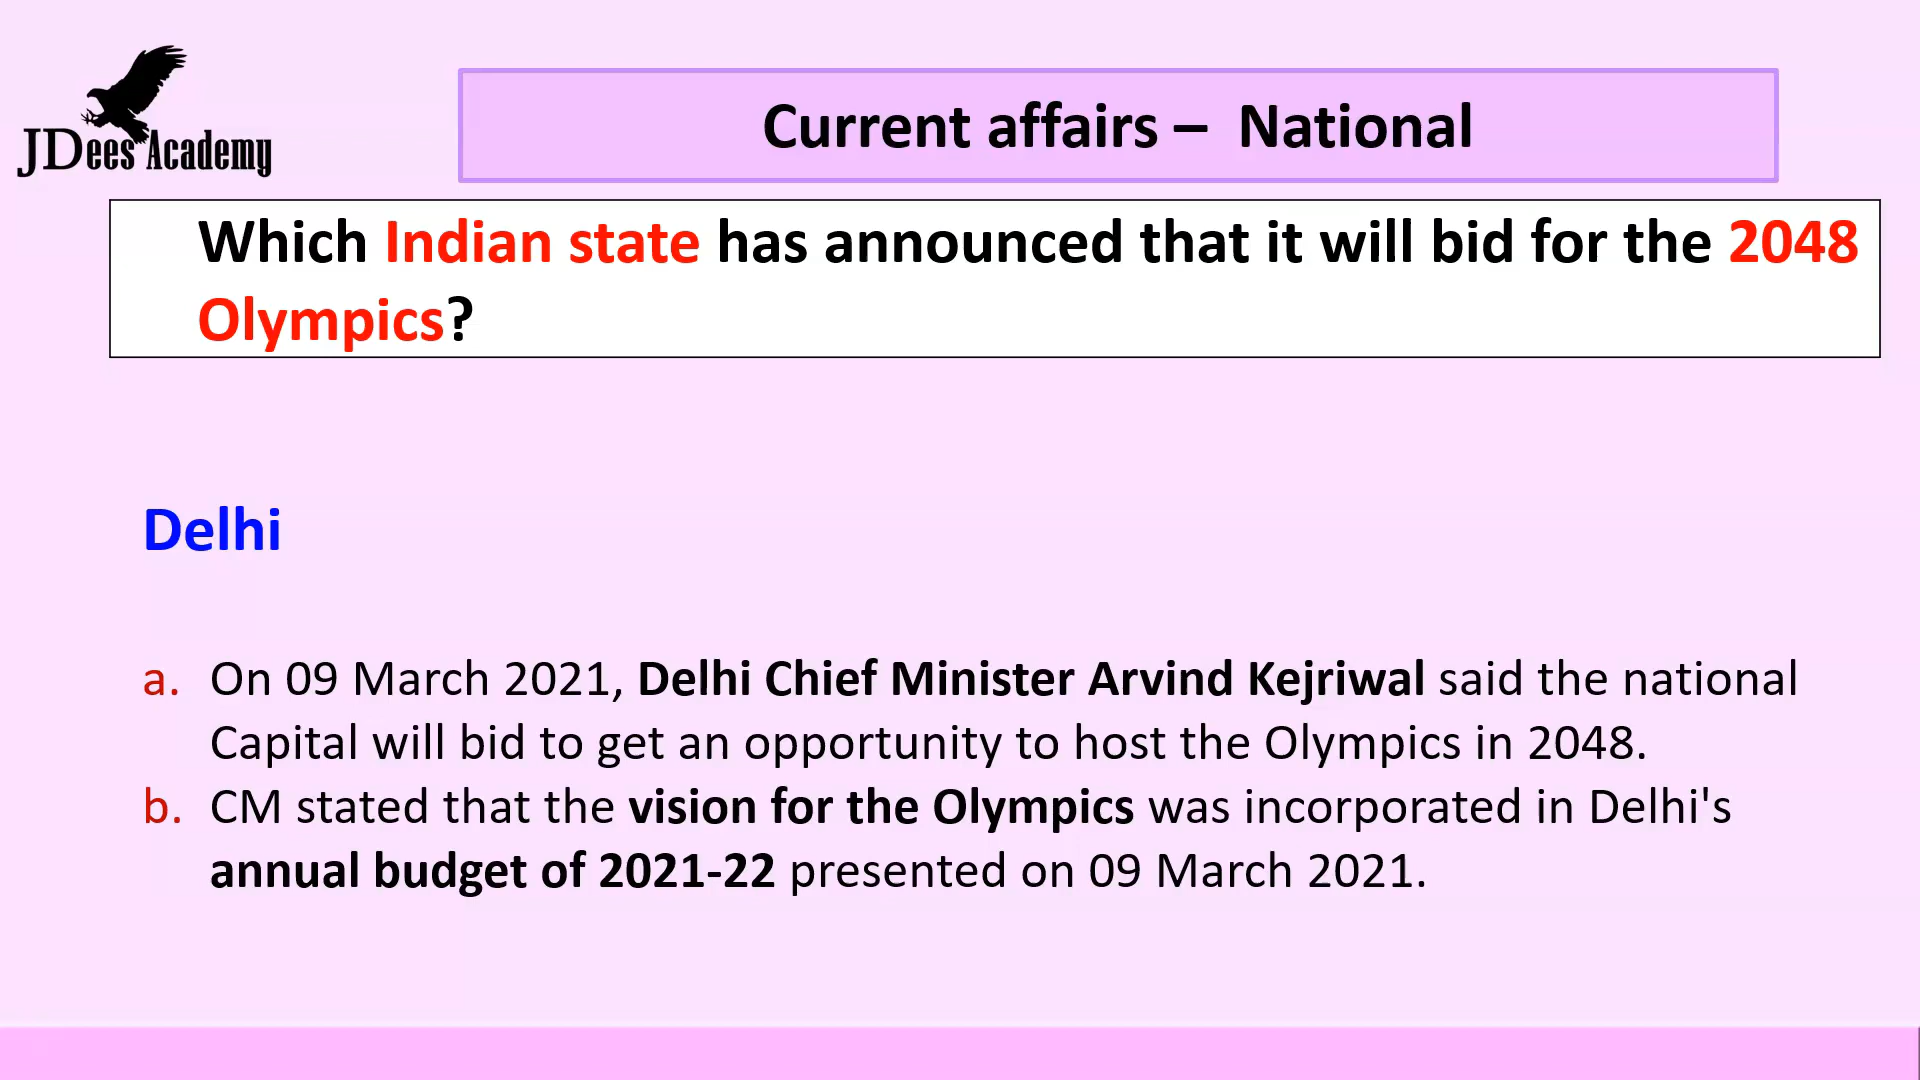 JDees Academy
Current affairs – National
Which Indian state has announced that it will bid for the 2048
Olympics?
Delhi
a. On 09 March 2021, Delhi Chief Minister Arvind Kejriwal said the national
Capital will bid to get an opportunity to host the Olympics in 2048.
b. CM stated that the vision for the Olympics was incorporated in Delhi's
annual budget of 2021-22 presented on 09 March 2021.